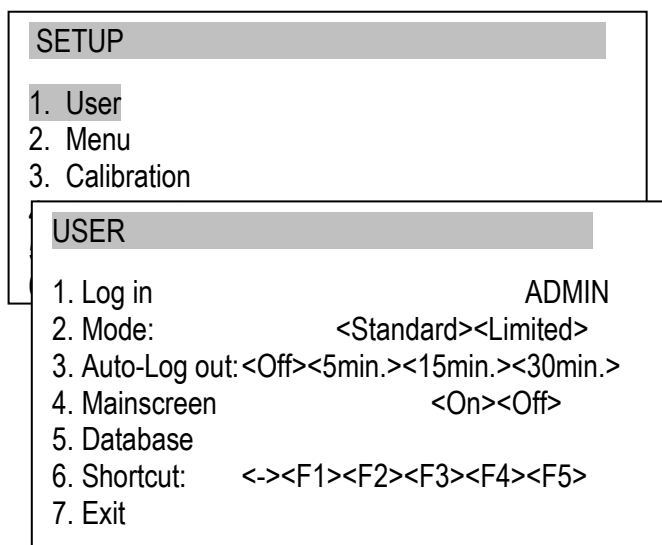 SETUP
1. User
2. Menu
3. Calibration
USER
1. Log in ADMIN
2. Mode: <Standard><Limited>
3. Auto-Log out:<Off><5min.><15min.><30min.>
4. Mainscreen <On><Off>
5. Database
6. Shortcut: <-><F1><F2><F3><F4><F5>
7. Exit